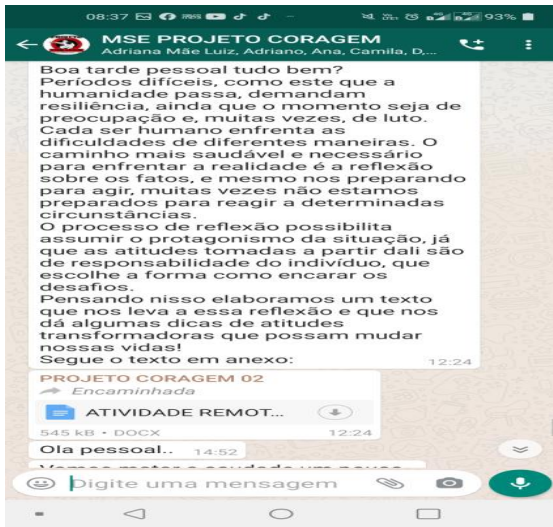 08:37 93%
MSE PROJETO CORAGEM
Adriana Mãe Luiz, Adriano, Ana, Camila, D,...
Boa tarde pessoal tudo bem?
Períodos difíceis, como este que a
humanidade passa, demandam
resiliência, ainda que o momento seja de
preocupação e, muitas vezes, de luto.
Cada ser humano enfrenta as
dificuldades de diferentes maneiras. O
caminho mais saudável e necessário
para enfrentar a realidade é a reflexão
sobre os fatos, e mesmo nos preparando
para agir, muitas vezes não estamos
preparados para reagir a determinadas
circunstâncias.
O processo de reflexão possibilita
assumir o protagonismo da situação, já
que as atitudes tomadas a partir dali são
de responsabilidade do indivíduo, que
escolhe a forma como encarar os
desafios.
Pensando nisso elaboramos um texto
que nos leva a essa reflexão e que nos
dá algumas dicas de atitudes
transformadoras que possam mudar
nossas vidas!
Segue o texto em anexo: 12:24
PROJETO CORAGEM 02
Encaminhada
ATIVIDADE REMOT...
545 kB • DOCX 12:24
Ola pessoal.. 14:52
Digite uma mensagem